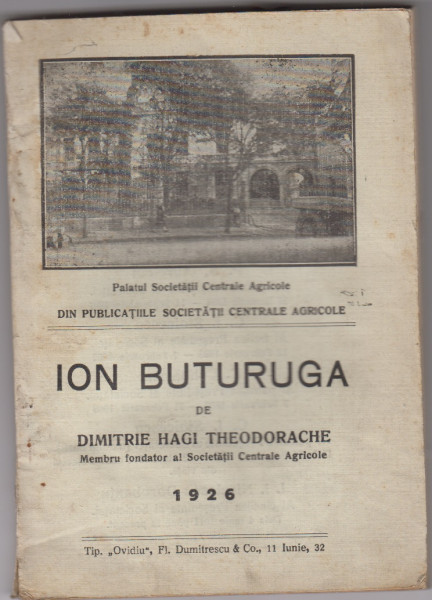 Palatul Societății Centrale Agricole
DIN PUBLICAȚIILE SOCIETĂȚII CENTRALE AGRICOLE
ION BUTURUGA
DE
DIMITRIE HAGI THEODORACHE
Membru fondator al Societății Centrale Agricole
1926
Tip. „Ovidiu“, Fl. Dumitrescu & Co., 11 Iunie, 32